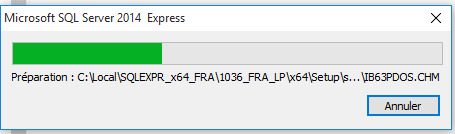 Microsoft SQL Server 2014 Express
Préparation : C:\Local\SQLEXPR_x64_FRA\1036_FRA_LP\x64\Setup\s...\IB63PDOS.CHM
Annuler